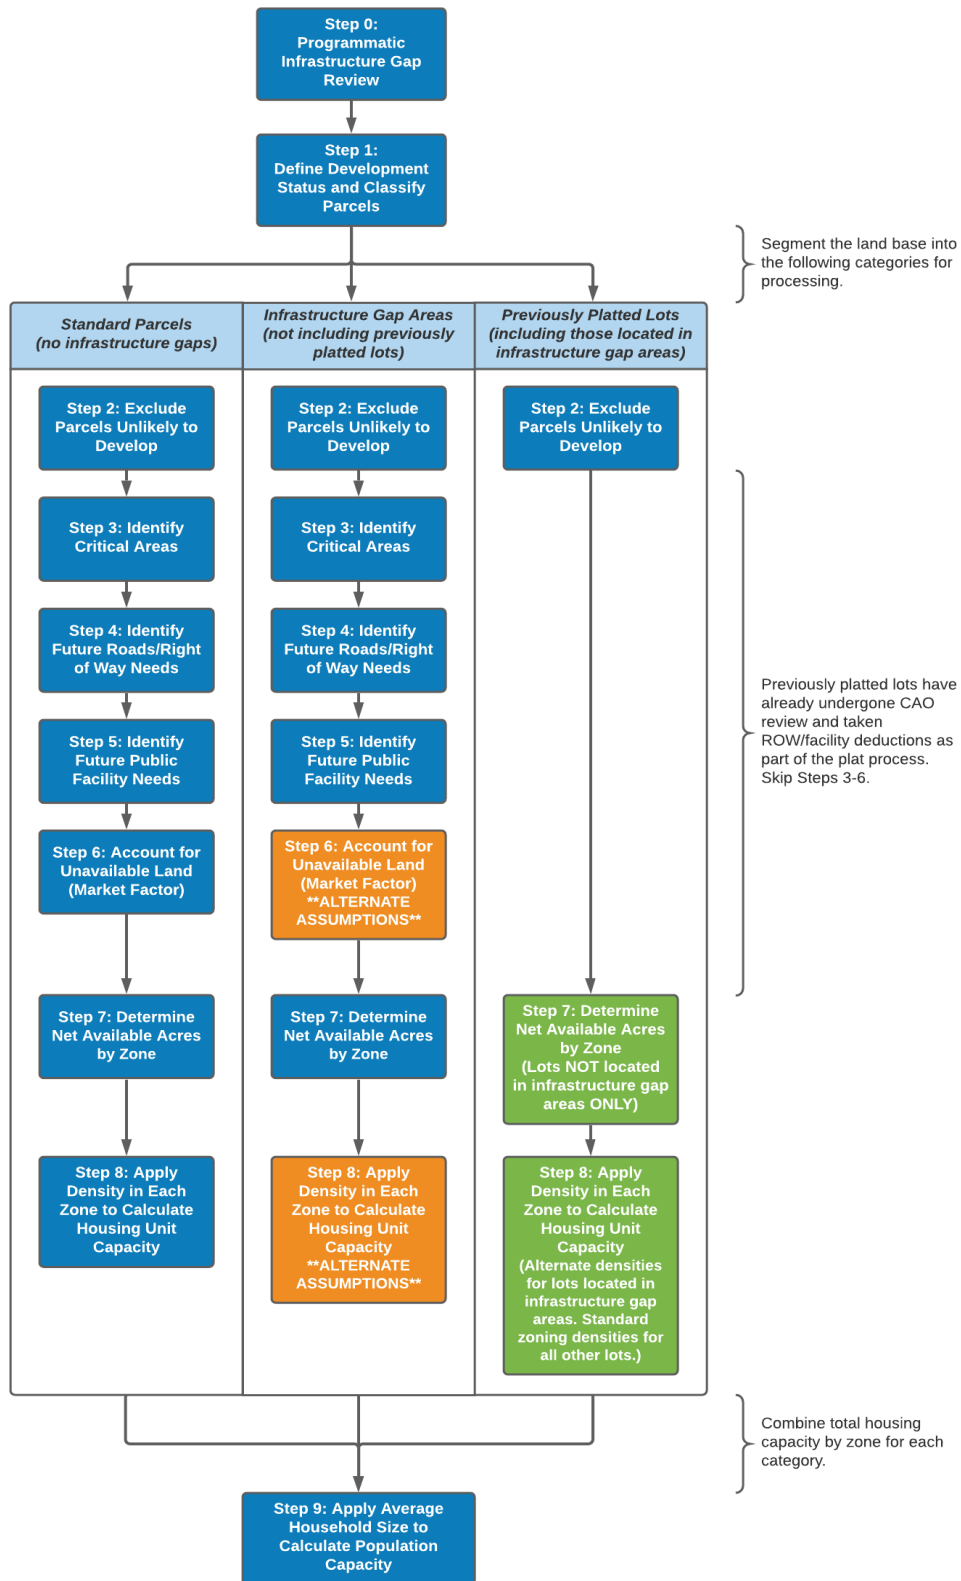 Step 0:
Programmatic
Infrastructure Gap
Review
Step 1:
Define Development
Status and Classify
Parcels
Segment the land base into
the following categories for
processing.
Standard Parcels
(no infrastructure gaps)
Infrastructure Gap Areas
(not including previously
platted lots)
Previously Platted Lots
(including those located in
infrastructure gap areas)
Step 2: Exclude
Parcels Unlikely to
Develop
Step 3: Identify
Critical Areas
Step 4: Identify
Future Roads/Right
of Way Needs
Step 5: Identify
Future Public
Facility Needs
Step 6: Account for
Unavailable Land
(Market Factor)
Step 7: Determine
Net Available Acres
by Zone
Step 8: Apply
Density in Each
Zone to Calculate
Housing Unit
Capacity
Step 2: Exclude
Parcels Unlikely to
Develop
Step 3: Identify
Critical Areas
Step 4: Identify
Future Roads/Right
of Way Needs
Step 5: Identify
Future Public
Facility Needs
Step 6: Account for
Unavailable Land
(Market Factor)
**ALTERNATE
ASSUMPTIONS**
Step 7: Determine
Net Available Acres
by Zone
Step 8: Apply
Density in Each
Zone to Calculate
Housing Unit
Capacity
**ALTERNATE
ASSUMPTIONS**
Step 2: Exclude
Parcels Unlikely to
Develop
Step 7: Determine
Net Available Acres
by Zone
(Lots NOT located
in infrastructure gap
areas ONLY)
Step 8: Apply
Density in Each
Zone to Calculate
Housing Unit
Capacity
(Alternate densities
for lots located in
infrastructure gap
areas. Standard
zoning densities for
all other lots.)
Previously platted lots have
already undergone CAO
review and taken
ROW/facility deductions as
part of the plat process.
Skip Steps 3-6.
Combine total housing
capacity by zone for each
category.
Step 9: Apply Average
Household Size to
Calculate Population
Capacity